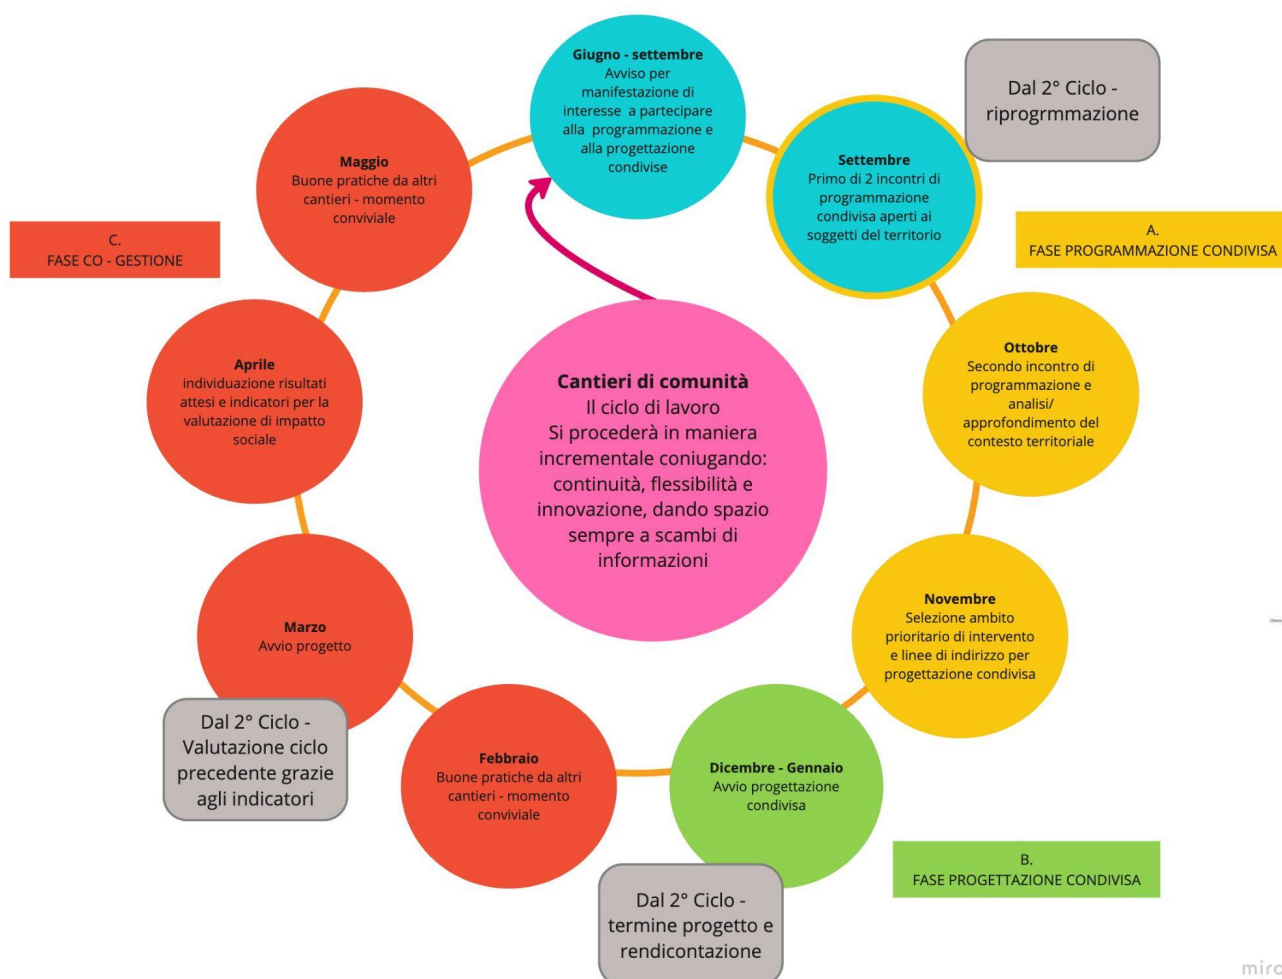 Giugno - settembre
Avviso per
manifestazione di
interesse a partecipare
alla programmazione e
alla progettazione
condivise
Dal 2° Ciclo -
riprogrmmazione
Settembre
Primo di 2 incontri di
programmazione
condivisa aperti ai
soggetti del territorio
A.
FASE PROGRAMMAZIONE CONDIVISA
Ottobre
Secondo incontro di
programmazione e
analisi/
approfondimento del
contesto territoriale
Novembre
Selezione ambito
prioritario di intervento
e linee di indirizzo per
progettazione condivisa
Dicembre - Gennaio
Avvio progettazione
condivisa
B.
FASE PROGETTAZIONE CONDIVISA
Dal 2° Ciclo -
termine progetto e
rendicontazione
Febbraio
Buone pratiche da altri
cantieri - momento
conviviale
Marzo
Avvio progetto
Dal 2° Ciclo -
Valutazione ciclo
precedente grazie
agli indicatori
Aprile
individuazione risultati
attesi e indicatori per la
valutazione di impatto
sociale
C.
FASE CO - GESTIONE
Maggio
Buone pratiche da altri
cantieri - momento
conviviale
Cantieri di comunità
Il ciclo di lavoro
Si procederà in maniera
incrementale coniugando:
continuità, flessibilità e
innovazione, dando spazio
sempre a scambi di
informazioni
miro